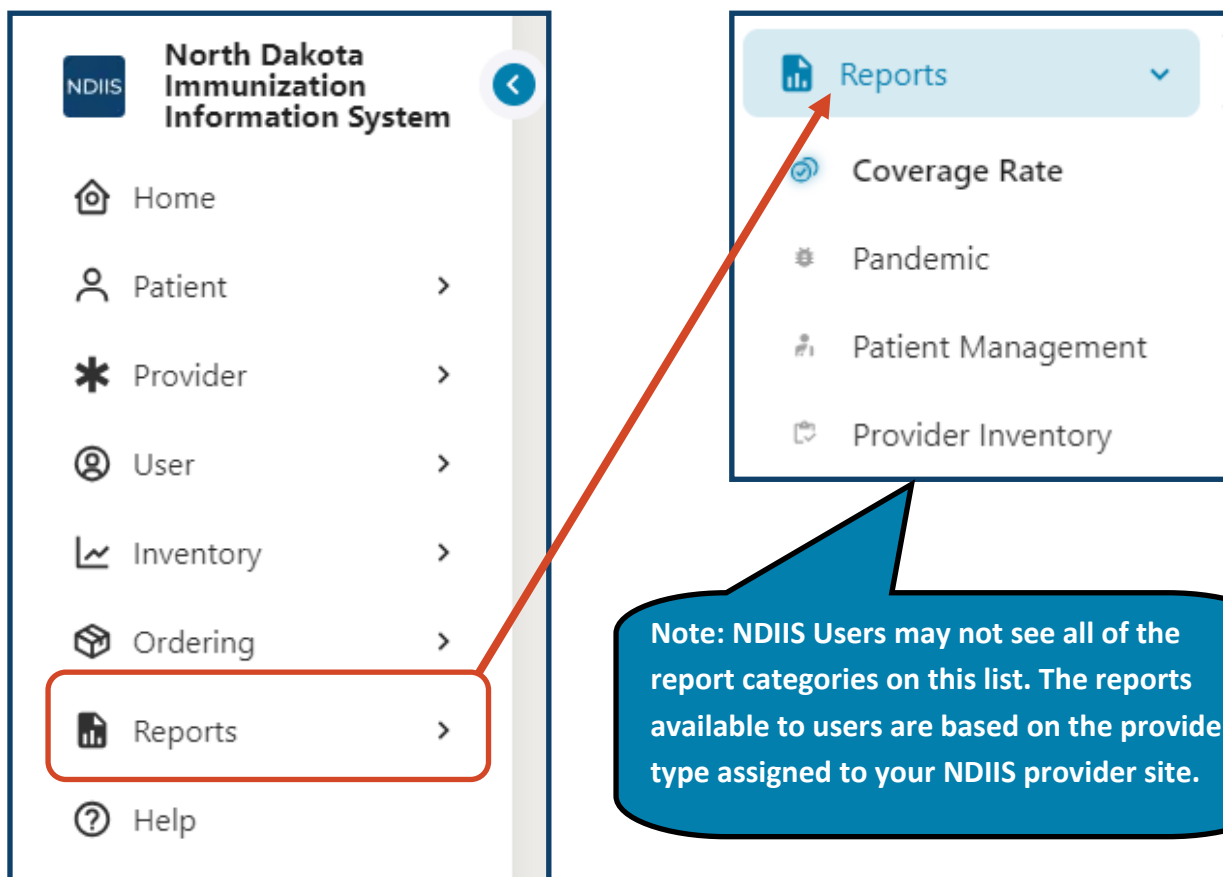 NDIIS
North Dakota
Immunization
Information System
Home
Patient
Provider
User
Inventory
Ordering
Reports
Help
Reports
Coverage Rate
Pandemic
Patient Management
Provider Inventory
Note: NDIIS Users may not see all of the
report categories on this list. The reports
available to users are based on the provide
type assigned to your NDIIS provider site.